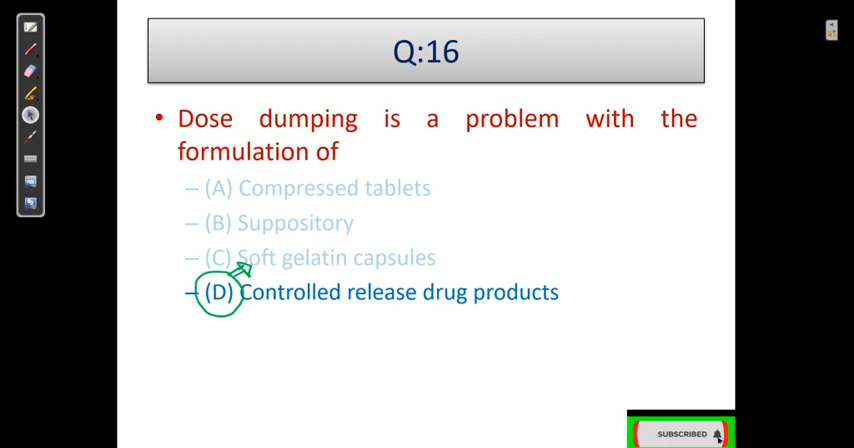 Q:16
• Dose dumping is a problem with the
formulation of
– (A) Compressed tablets
– (B) Suppository
– (C) Soft gelatin capsules
– (D) Controlled release drug products
SUBSCRIBED